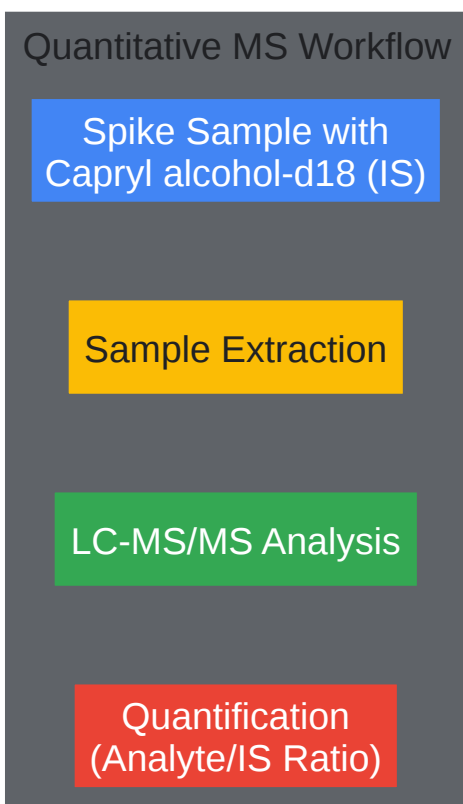 Quantitative MS Workflow
Spike Sample with
Capryl alcohol-d18 (IS)
Sample Extraction
LC-MS/MS Analysis
Quantification
(Analyte/IS Ratio)